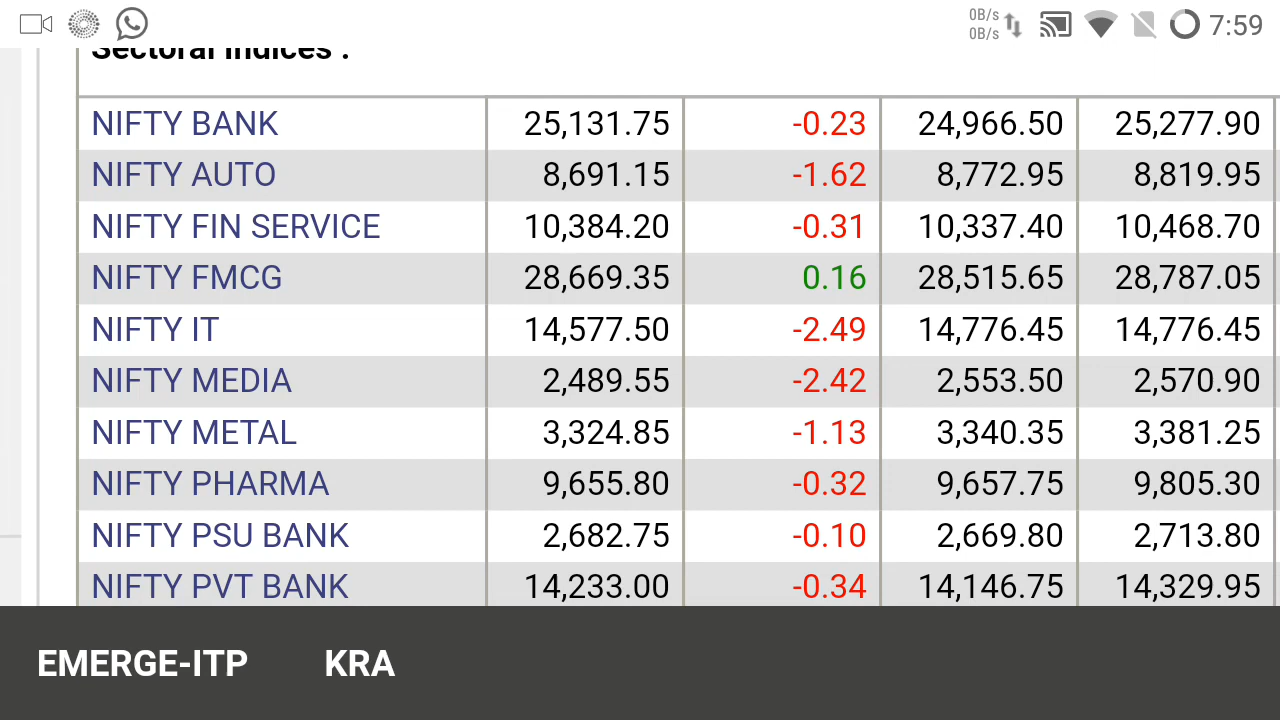 0B/s
0B/s
7:59
Sectoral Indices :
NIFTY BANK 25,131.75 -0.23 24,966.50 25,277.90
NIFTY AUTO 8,691.15 -1.62 8,772.95 8,819.95
NIFTY FIN SERVICE 10,384.20 -0.31 10,337.40 10,468.70
NIFTY FMCG 28,669.35 0.16 28,515.65 28,787.05
NIFTY IT 14,577.50 -2.49 14,776.45 14,776.45
NIFTY MEDIA 2,489.55 -2.42 2,553.50 2,570.90
NIFTY METAL 3,324.85 -1.13 3,340.35 3,381.25
NIFTY PHARMA 9,655.80 -0.32 9,657.75 9,805.30
NIFTY PSU BANK 2,682.75 -0.10 2,669.80 2,713.80
NIFTY PVT BANK 14,233.00 -0.34 14,146.75 14,329.95
EMERGE-ITP KRA